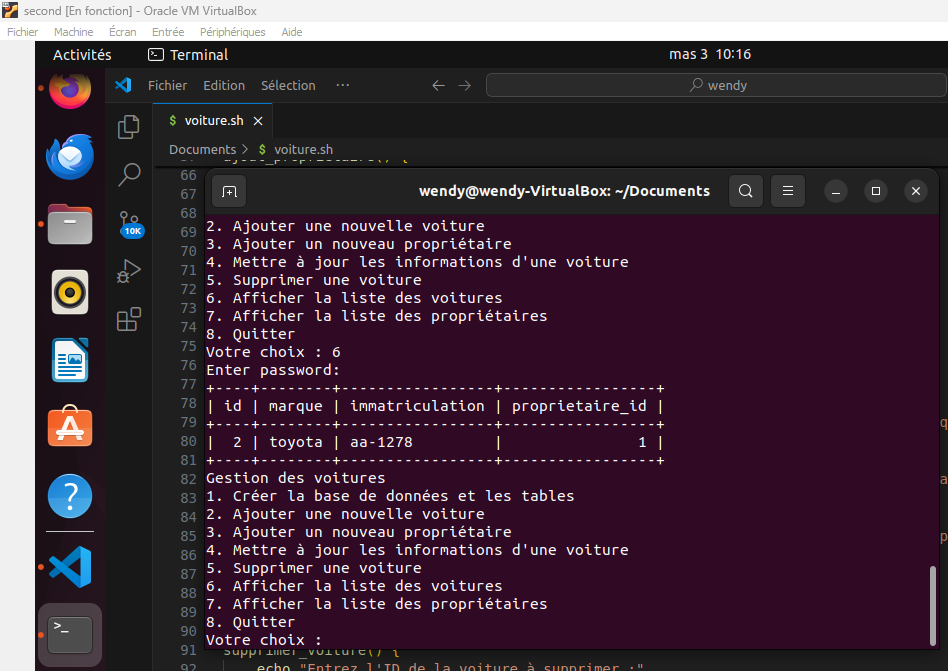 second [En fonction] - Oracle VM VirtualBox
Fichier Machine Écran Entrée Périphériques Aide
Activités Terminal mas 3 10:16
Fichier Edition Sélection ··· wendy
$ voiture.sh
Documents > $ voiture.sh
66
67 wendy@wendy-VirtualBox: ~/Documents
68
69 2. Ajouter une nouvelle voiture
70 3. Ajouter un nouveau propriétaire
71 4. Mettre à jour les informations d'une voiture
72 5. Supprimer une voiture
73 6. Afficher la liste des voitures
74 7. Afficher la liste des propriétaires
8. Quitter
75 Votre choix : 6
76 Enter password:
77 +----+--------+-----------------+----------------+
78 | id | marque | immatriculation | proprietaire_id |
79 +----+--------+-----------------+----------------+
80 | 2 | toyota | aa-1278 | 1 |
81 +----+--------+-----------------+----------------+
82 Gestion des voitures
83 1. Créer la base de données et les tables
84 2. Ajouter une nouvelle voiture
85 3. Ajouter un nouveau propriétaire
86 4. Mettre à jour les informations d'une voiture
87 5. Supprimer une voiture
88 6. Afficher la liste des voitures
89 7. Afficher la liste des propriétaires
90 8. Quitter
Votre choix :
91 supprimer_voiture() {
92 echo "Entrez l'ID de la voiture à supprimer :"
10K